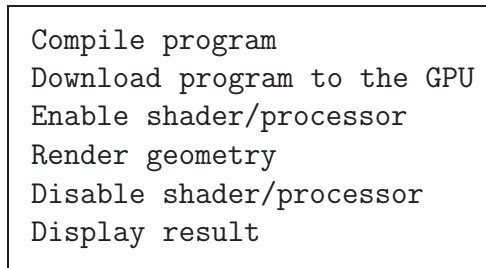 Compile program
Download program to the GPU
Enable shader/processor
Render geometry
Disable shader/processor
Display result